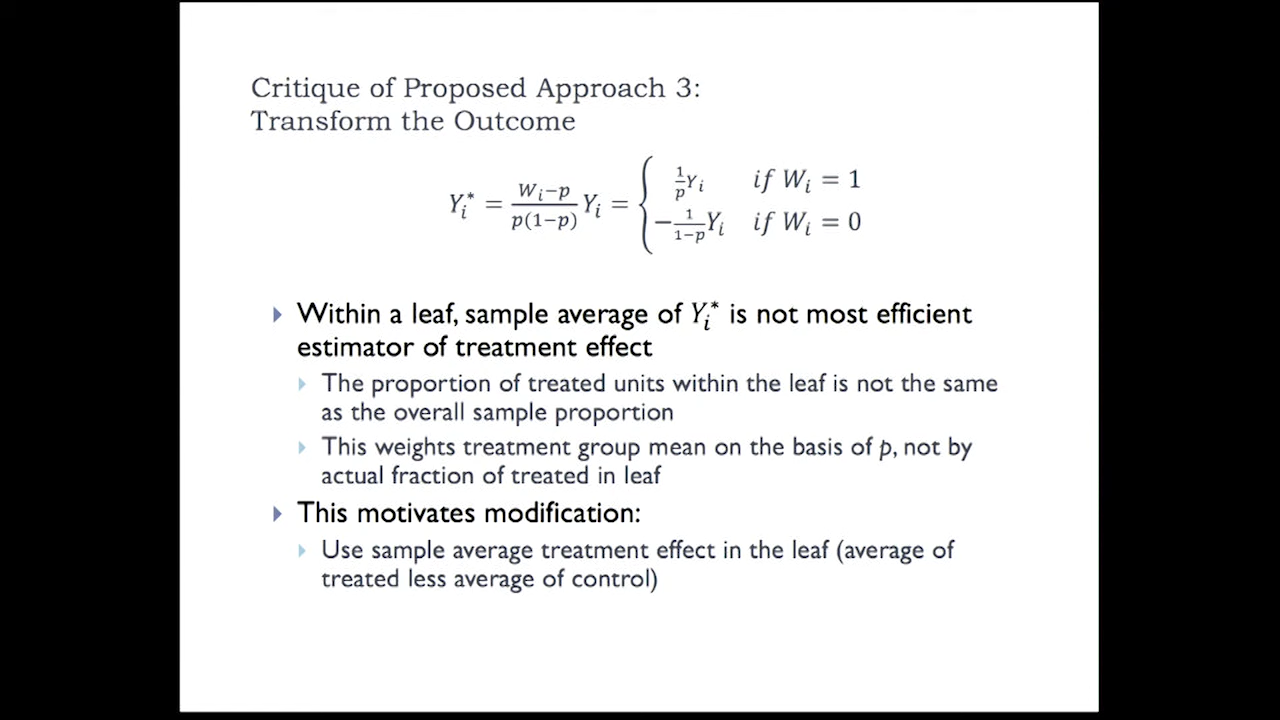 Critique of Proposed Approach 3:
Transform the Outcome
Y_i^* = \frac{W_i-p}{p(1-p)} Y_i = \begin{cases} \frac{1}{p}Y_i & if W_i = 1 \\ -\frac{1}{1-p}Y_i & if W_i = 0 \end{cases}
Within a leaf, sample average of Y_i^* is not most efficient
estimator of treatment effect
The proportion of treated units within the leaf is not the same
as the overall sample proportion
This weights treatment group mean on the basis of p, not by
actual fraction of treated in leaf
This motivates modification:
Use sample average treatment effect in the leaf (average of
treated less average of control)